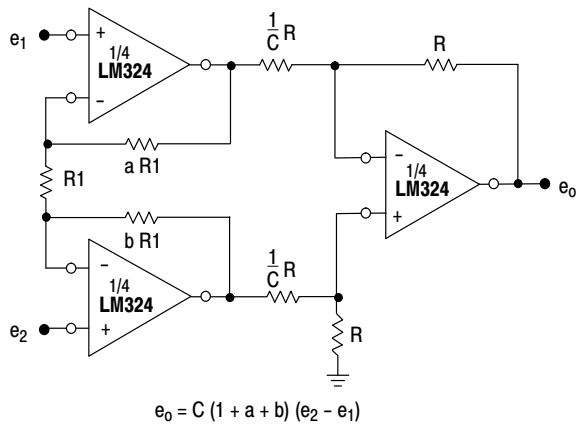 e1
+
1/4
LM324
−
1/C R
R
a R1
R1
−
1/4
LM324
+
eo
b R1
−
1/4
LM324
+
e2
1/C R
R
eo = C (1 + a + b) (e2 − e1)